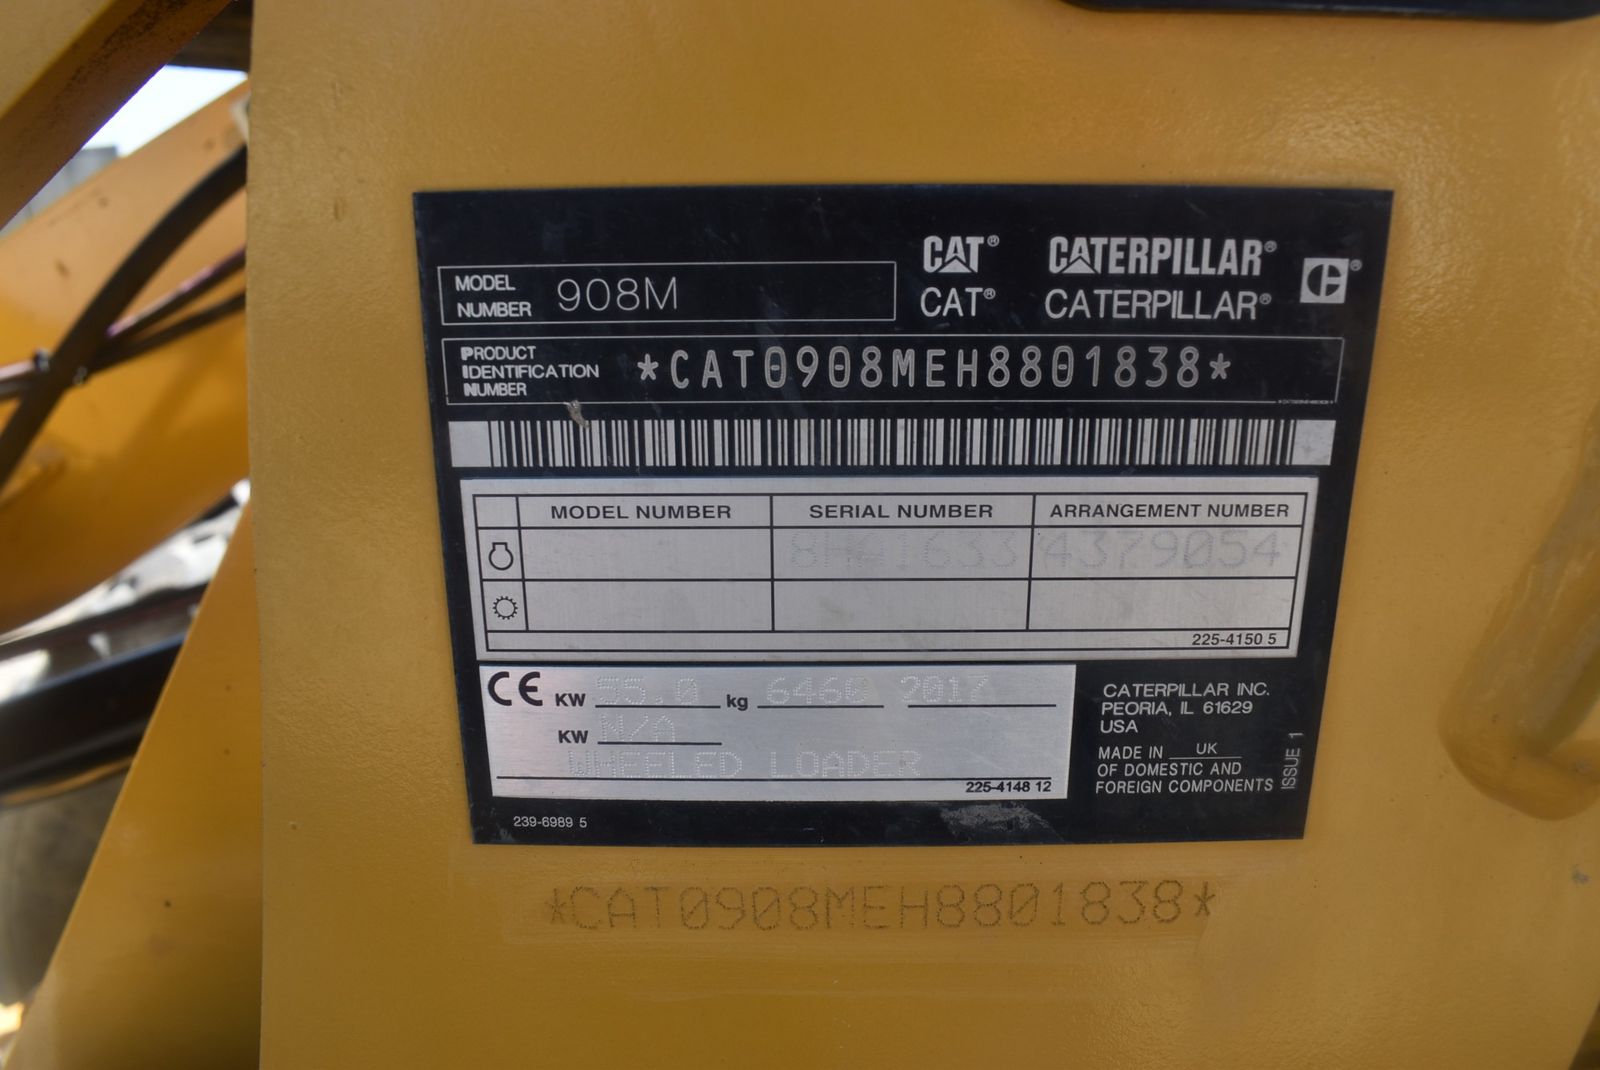 CAT® CATERPILLAR®
MODEL NUMBER 908M
CAT® CATERPILLAR®
PRODUCT IDENTIFICATION NUMBER *CAT0908MEH8801838*
MODEL NUMBER SERIAL NUMBER ARRANGEMENT NUMBER
4379054
225-4150 5
CE KW 55.0 kg 6460 2017
KW N/A
WHEELED LOADER
225-4148 12
CATERPILLAR INC.
PEORIA, IL 61629
USA
MADE IN UK
OF DOMESTIC AND
FOREIGN COMPONENTS
ISSUE 1
239-6989 5
*CAT0908MEH8801838*